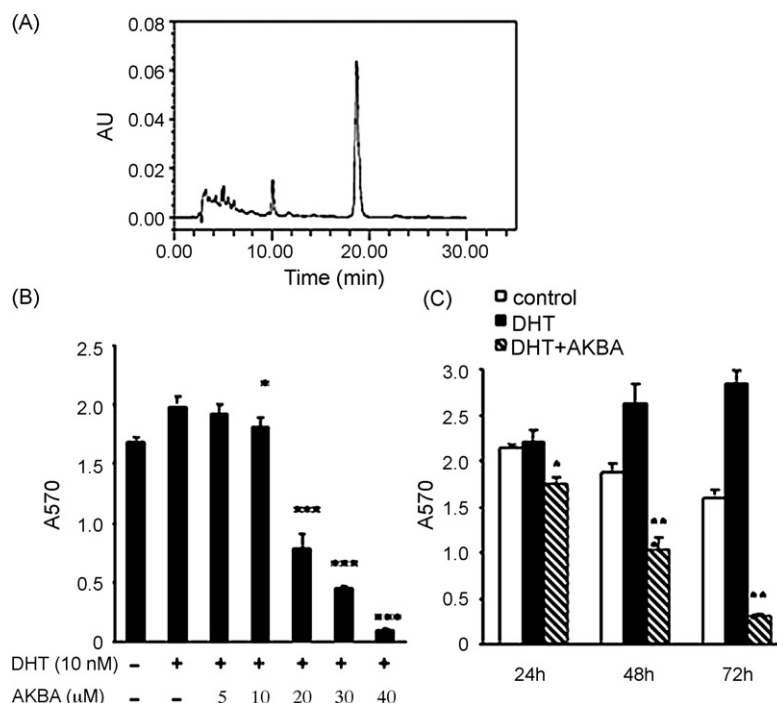 (A)
0.08
0.06
0.04
0.02
0.00
AU
0.00 10.00 20.00 30.00
Time (min)
(B)
2.5
2.0
1.5
1.0
0.5
0
A570
*
***
***
***
DHT (10 nM) – + + + + + +
AKBA (μM) – – 5 10 20 30 40
(C)
control
DHT
DHT+AKBA
3.0
2.5
2.0
1.5
1.0
0.5
0
A570
24h 48h 72h